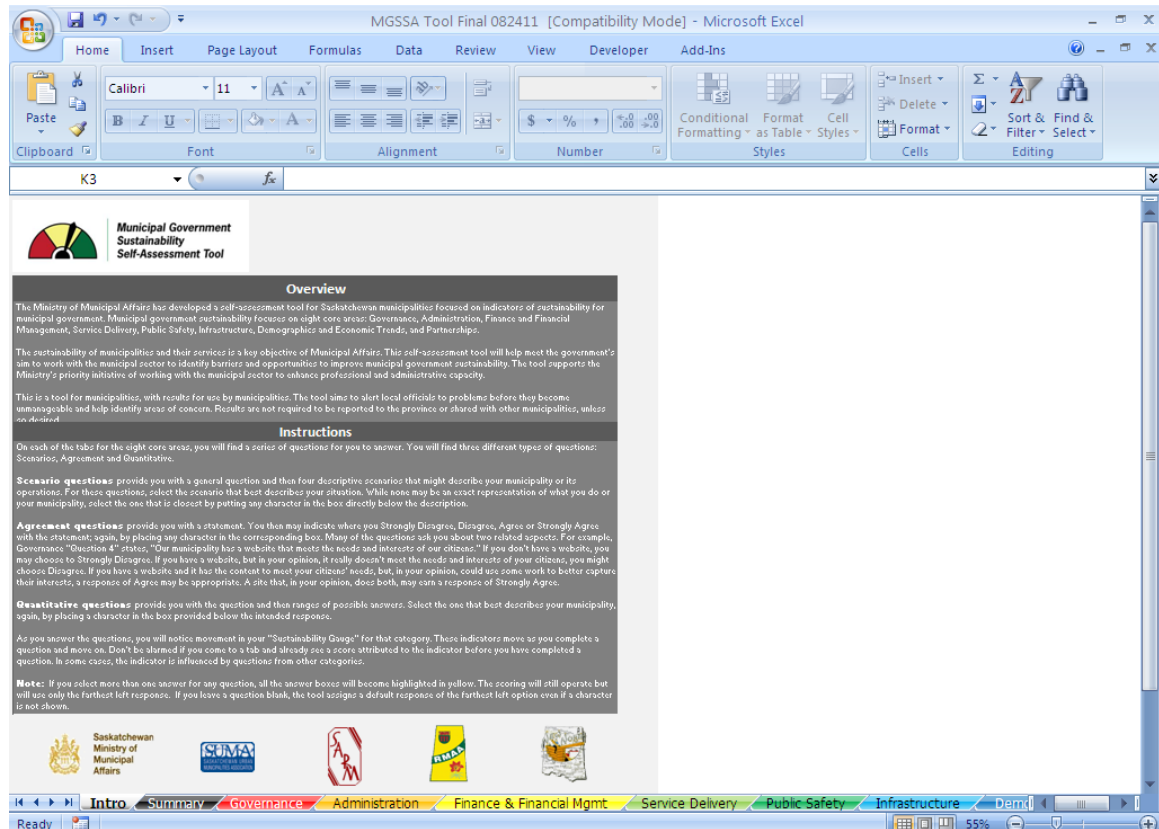 MGSSA Tool Final 082411 [Compatibility Mode] - Microsoft Excel
Home Insert Page Layout Formulas Data Review View Developer Add-Ins
Calibri 11 A A Insert Σ
Paste Delete
B I U A $ % , .0 .00 .00 .0 Conditional Format Cell Format Sort & Find &
Formatting as Table Styles Filter Select
Clipboard Font Alignment Number Styles Cells Editing
K3 fx
Municipal Government
Sustainability
Self-Assessment Tool
Overview
The Ministry of Municipal Affairs has developed a self-assessment tool for Saskatchewan municipalities focused on indicators of sustainability for
municipal government. Municipal government sustainability focuses on eight core areas: Governance, Administration, Finance and Financial
Management, Service Delivery, Public Safety, Infrastructure, Demographics and Economic Trends, and Partnerships.
The sustainability of municipalities and their services is a key objective of Municipal Affairs. This self-assessment tool will help meet the government's
aim to work with the municipal sector to identify barriers and opportunities to improve municipal government sustainability. The tool supports the
Ministry's priority initiative of working with the municipal sector to enhance professional and administrative capacity.
This is a tool for municipalities, with results for use by municipalities. The tool aims to alert local officials to problems before they become
unmanageable and help identify areas of concern. Results are not required to be reported to the province or shared with other municipalities, unless
so desired
Instructions
On each of the tabs for the eight core areas, you will find a series of questions for you to answer. You will find three different types of questions:
Scenarios, Agreement and Quantitative.
Scenario questions provide you with a general question and then four descriptive scenarios that might describe your municipality or its
operations. For these questions, select the scenario that best describes your situation. While none may be an exact representation of what you do or
your municipality, select the one that is closest by putting any character in the box directly below the description.
Agreement questions provide you with a statement. You then may indicate where you Strongly Disagree, Disagree, Agree or Strongly Agree
with the statement; again, by placing any character in the corresponding box. Many of the questions ask you about two related aspects. For example,
Governance "Question 4" states, "Our municipality has a website that meets the needs and interests of our citizens." If you don't have a website, you
may choose to Strongly Disagree. If you have a website, but in your opinion, it really doesn't meet the needs and interests of your citizens, you might
choose Disagree. If you have a website and it has the content to meet your citizens' needs, but, in your opinion, could use some work to better capture
their interests, a response of Agree may be appropriate. A site that, in your opinion, does both, may earn a response of Strongly Agree.
Quantitative questions provide you with the question and then ranges of possible answers. Select the one that best describes your municipality,
again, by placing a character in the box provided below the intended response.
As you answer the questions, you will notice movement in your "Sustainability Gauge" for that category. These indicators move as you complete a
question and move on. Don't be alarmed if you come to a tab and already see a score attributed to the indicator before you have completed a
question. In some cases, the indicator is influenced by questions from other categories.
Note: If you select more than one answer for any question, all the answer boxes will become highlighted in yellow. The scoring will still operate but
will use only the farthest left response. If you leave a question blank, the tool assigns a default response of the farthest left option even if a character
is not shown.
Saskatchewan
Ministry of
Municipal
Affairs
SUMA
SARM
RMAA
Intro Summary Governance Administration Finance & Financial Mgmt Service Delivery Public Safety Infrastructure
Ready 55%